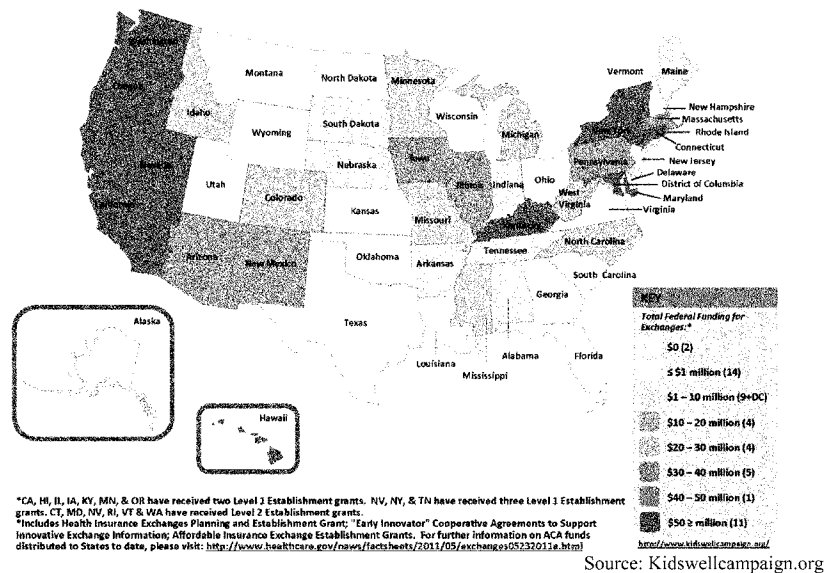 Vermont
Maine
Montana
North Dakota
Minnesota
New Hampshire
Massachusetts
Rhode Island
Connecticut
New Jersey
Delaware
District of Columbia
Maryland
Virginia
Idaho
Wyoming
South Dakota
Wisconsin
Michigan
Nebraska
Iowa
Pennsylvania
Utah
Colorado
Kansas
Missouri
Illinois
Indiana
Ohio
West
Virginia
Arizona
New Mexico
Oklahoma
Arkansas
Tennessee
North Carolina
South Carolina
Georgia
Texas
Louisiana
Mississippi
Alabama
Florida
Alaska
Hawaii
KEY
Total Federal Funding for
Exchanges:*
$0 (2)
≤ $1 million (14)
$1 – 10 million (9+DC)
$10 – 20 million (4)
$20 – 30 million (4)
$30 – 40 million (5)
$40 – 50 million (1)
$50 ≥ million (11)
*CA, HI, IL, IA, KY, MN, & OR have received two Level 1 Establishment grants. NV, NY, & TN have received three Level 1 Establishment
grants. CT, MD, NV, RI, VT & WA have received Level 2 Establishment grants.
*Includes Health Insurance Exchanges Planning and Establishment Grant; "Early Innovator" Cooperative Agreements to Support
Innovative Exchange Information; Affordable Insurance Exchange Establishment Grants. For further information on ACA funds
distributed to States to date, please visit: http://www.healthcare.gov/news/factsheets/2011/05/exchanges05232011a.html
http://www.kidswellcampaign.org/
Source: Kidswellcampaign.org